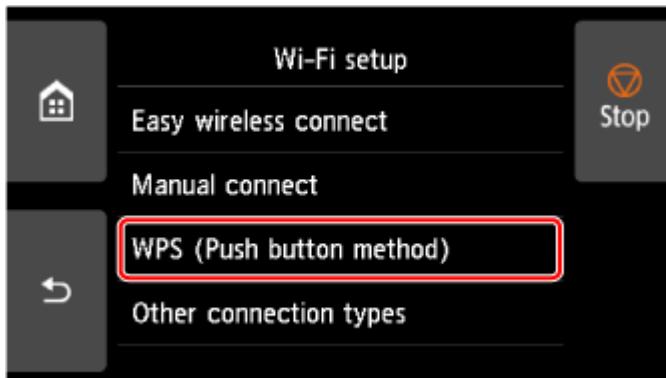 Wi-Fi setup
Stop
Easy wireless connect
Manual connect
WPS (Push button method)
Other connection types